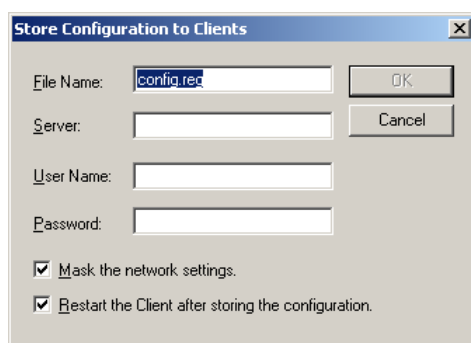 Store Configuration to Clients
File Name: config.reg OK
Server: Cancel
User Name:
Password:
Mask the network settings.
Restart the Client after storing the configuration.